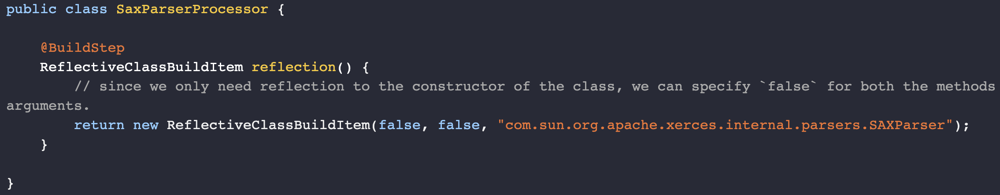 public class SaxParserProcessor {
@BuildStep
ReflectiveClassBuildItem reflection() {
// since we only need reflection to the constructor of the class, we can specify `false` for both the methods
arguments.
return new ReflectiveClassBuildItem(false, false, "com.sun.org.apache.xerces.internal.parsers.SAXParser");
}
}